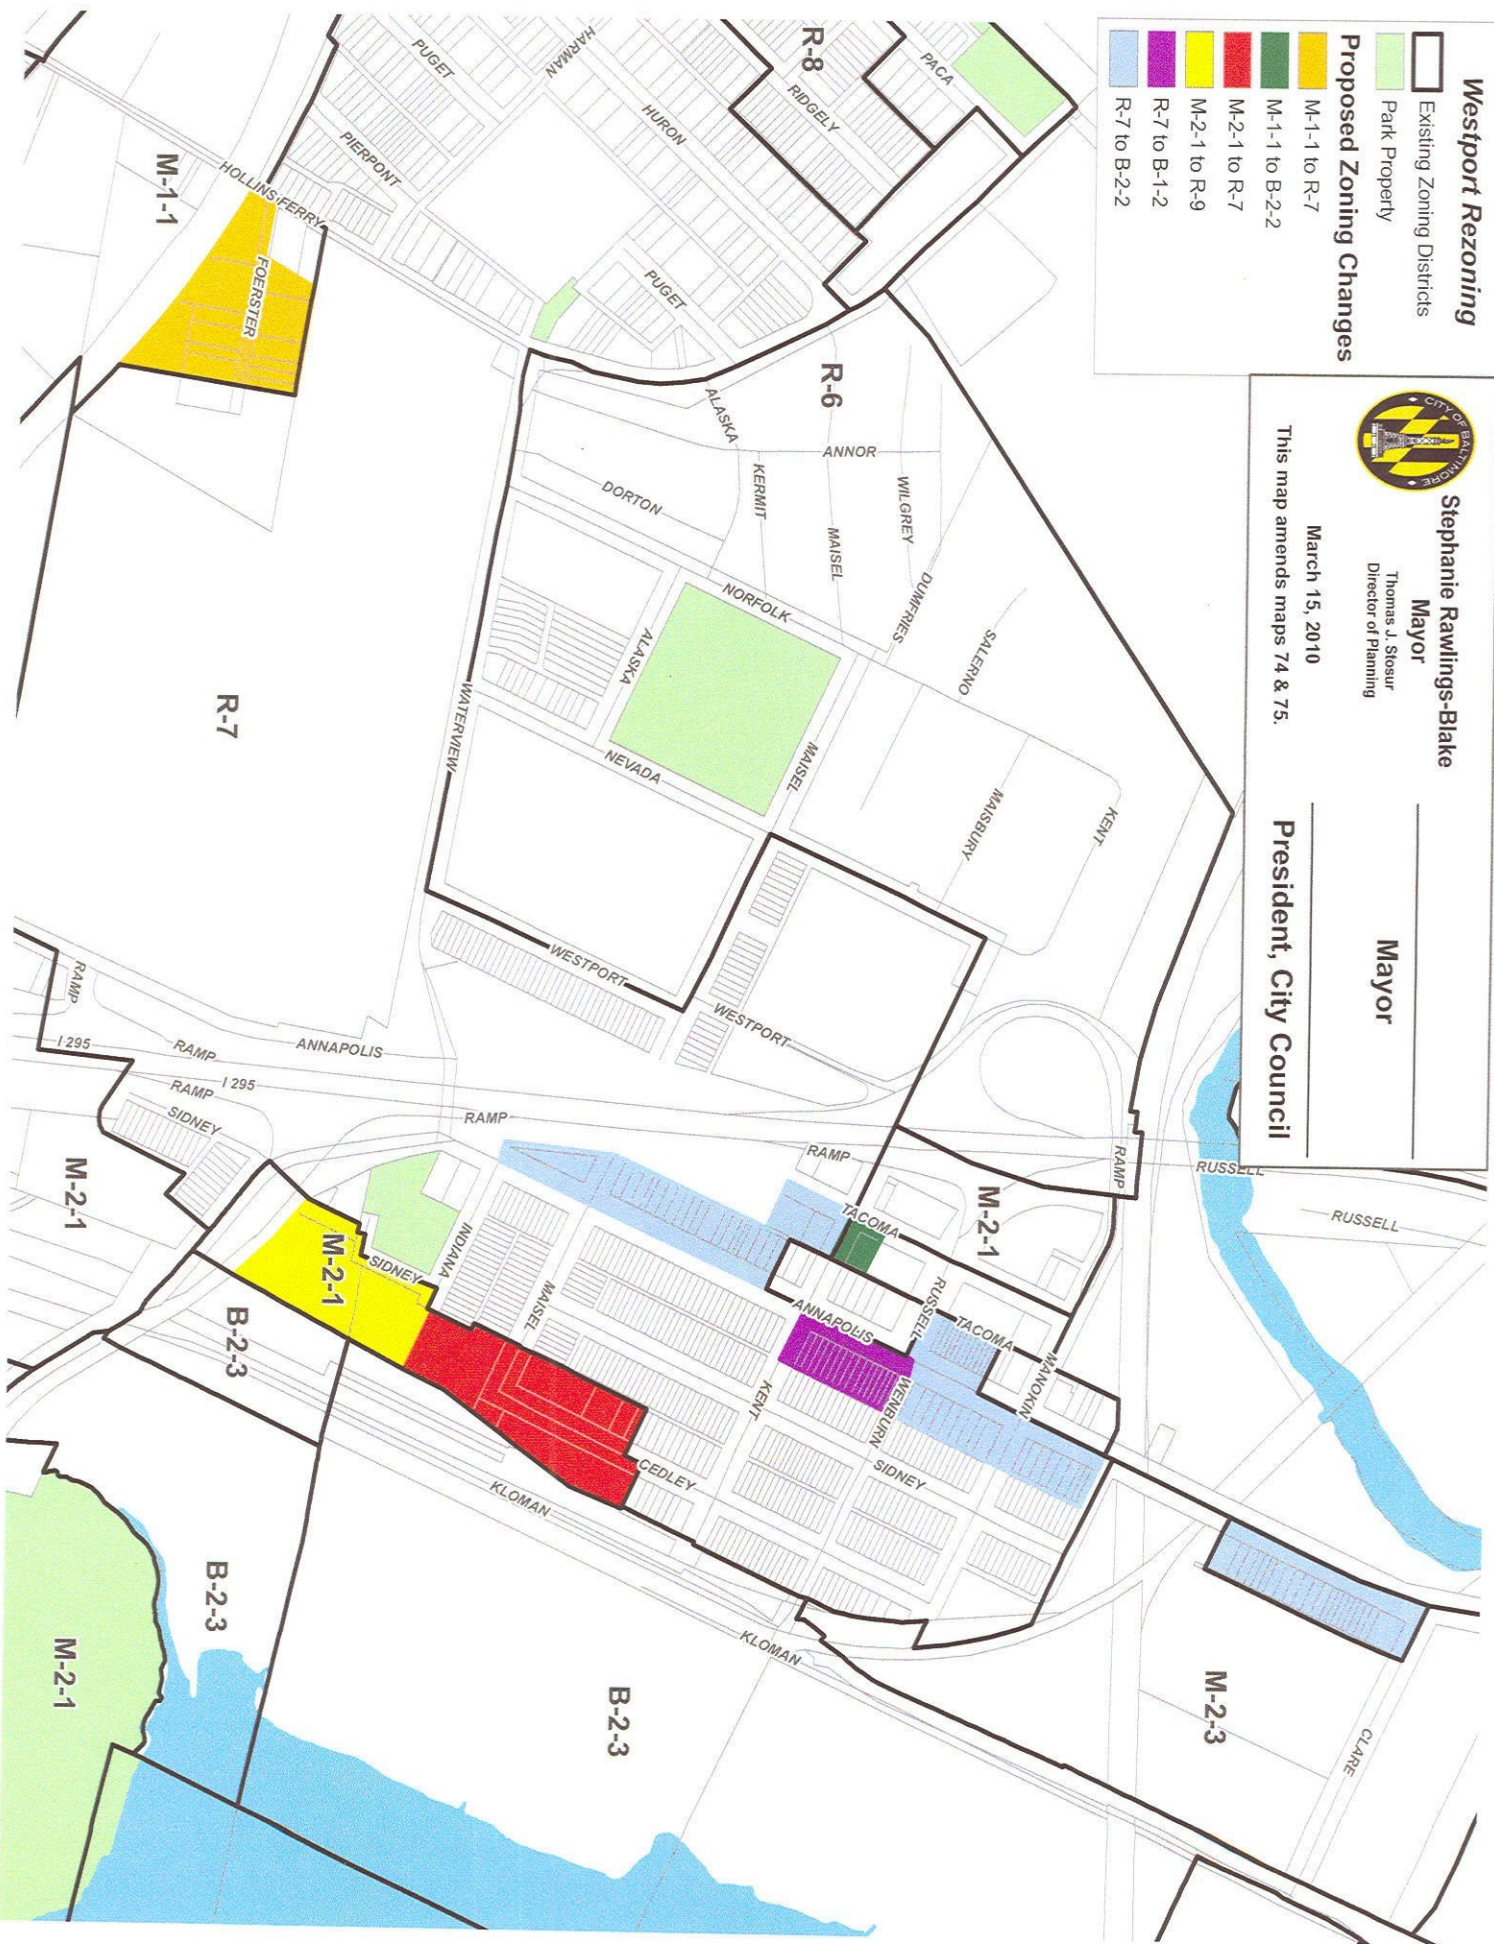 Westport Rezoning
Existing Zoning Districts
Park Property
Proposed Zoning Changes
M-1-1 to R-7
M-1-1 to B-2-2
M-2-1 to R-7
M-2-1 to R-9
R-7 to B-1-2
R-7 to B-2-2
CITY OF BALTIMORE
Stephanie Rawlings-Blake
Mayor
Thomas J. Stosur
Director of Planning
March 15, 2010
This map amends maps 74 & 75.
Mayor
President, City Council
R-8
PACA
RIDGELY
HARMAN
PUGET
HURON
PIERPONT
HOLLINS FERRY
M-1-1
FOERSTER
PUGET
R-6
ALASKA
ANNOR
KERMIT
WILGREY
MAISEL
DORTON
DUMFRIES
NORFOLK
SALERNO
ALASKA
MAISEL
NEVADA
WATERVIEW
R-7
MAISBURY
KENT
WESTPORT
WESTPORT
RAMP
I 295
RAMP
ANNAPOLIS
RAMP
I 295
SIDNEY
RAMP
RAMP
RAMP
RUSSELL
RUSSELL
M-2-1
M-2-1
TACOMA
INDIANA
SIDNEY
M-2-1
MAISEL
ANNAPOLIS
RUSSELL
TACOMA
MANOKIN
B-2-3
KENT
WENBURN
SIDNEY
CEDLEY
KLOMAN
KLOMAN
B-2-3
M-2-1
B-2-3
M-2-3
CLARE